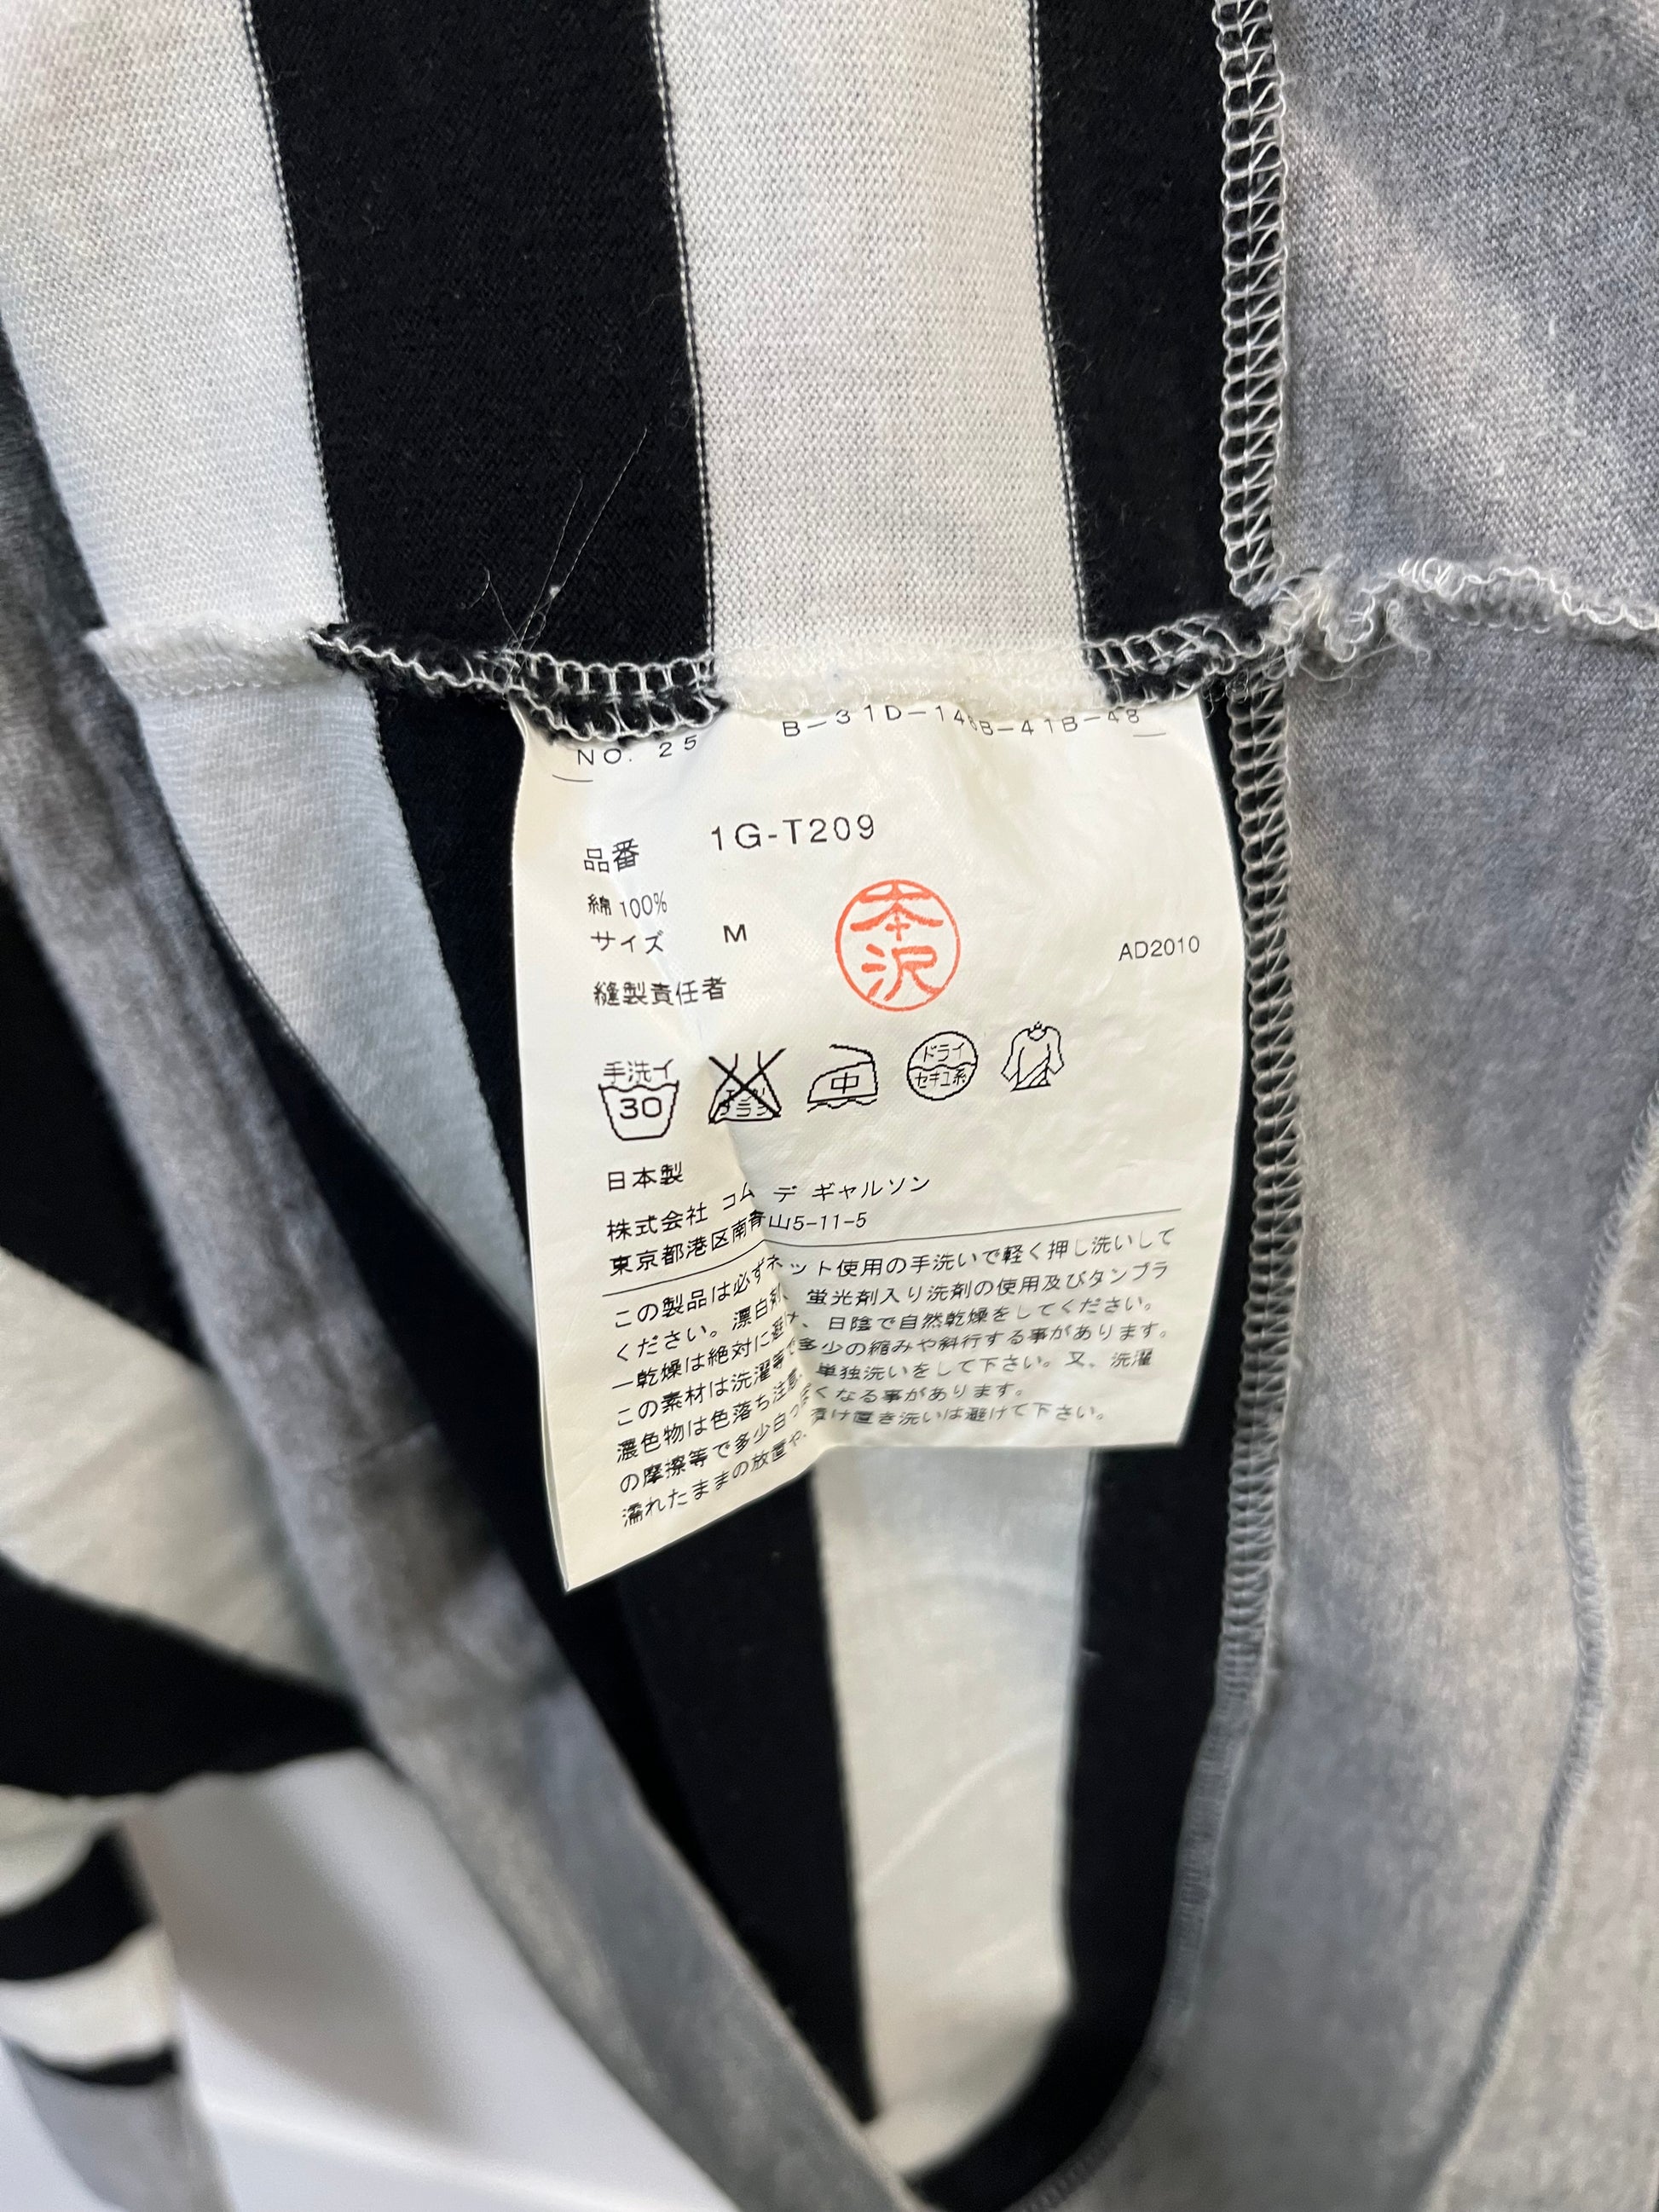 NO. 25 B-31D-14 B-41B-48
品番 1G-T209
綿 100%
サイズ M
AD2010
縫製責任者
本沢
手洗イ 30
中
ドライ セキユ系
日本製
株式会社 コム デ ギャルソン
東京都港区南青山5-11-5
この製品は必ずネット使用の手洗いで軽く押し洗いして
ください。漂白剤、蛍光剤入り洗剤の使用及びタンブラ
ー乾燥は絶対に避け、日陰で自然乾燥をしてください。
この素材は洗濯等で多少の縮みや斜行する事があります。
濃色物は色落ち注意。単独洗いをして下さい。又、洗濯
の摩擦等で多少白っぽくなる事があります。
濡れたままの放置や、漬け置き洗いは避けて下さい。